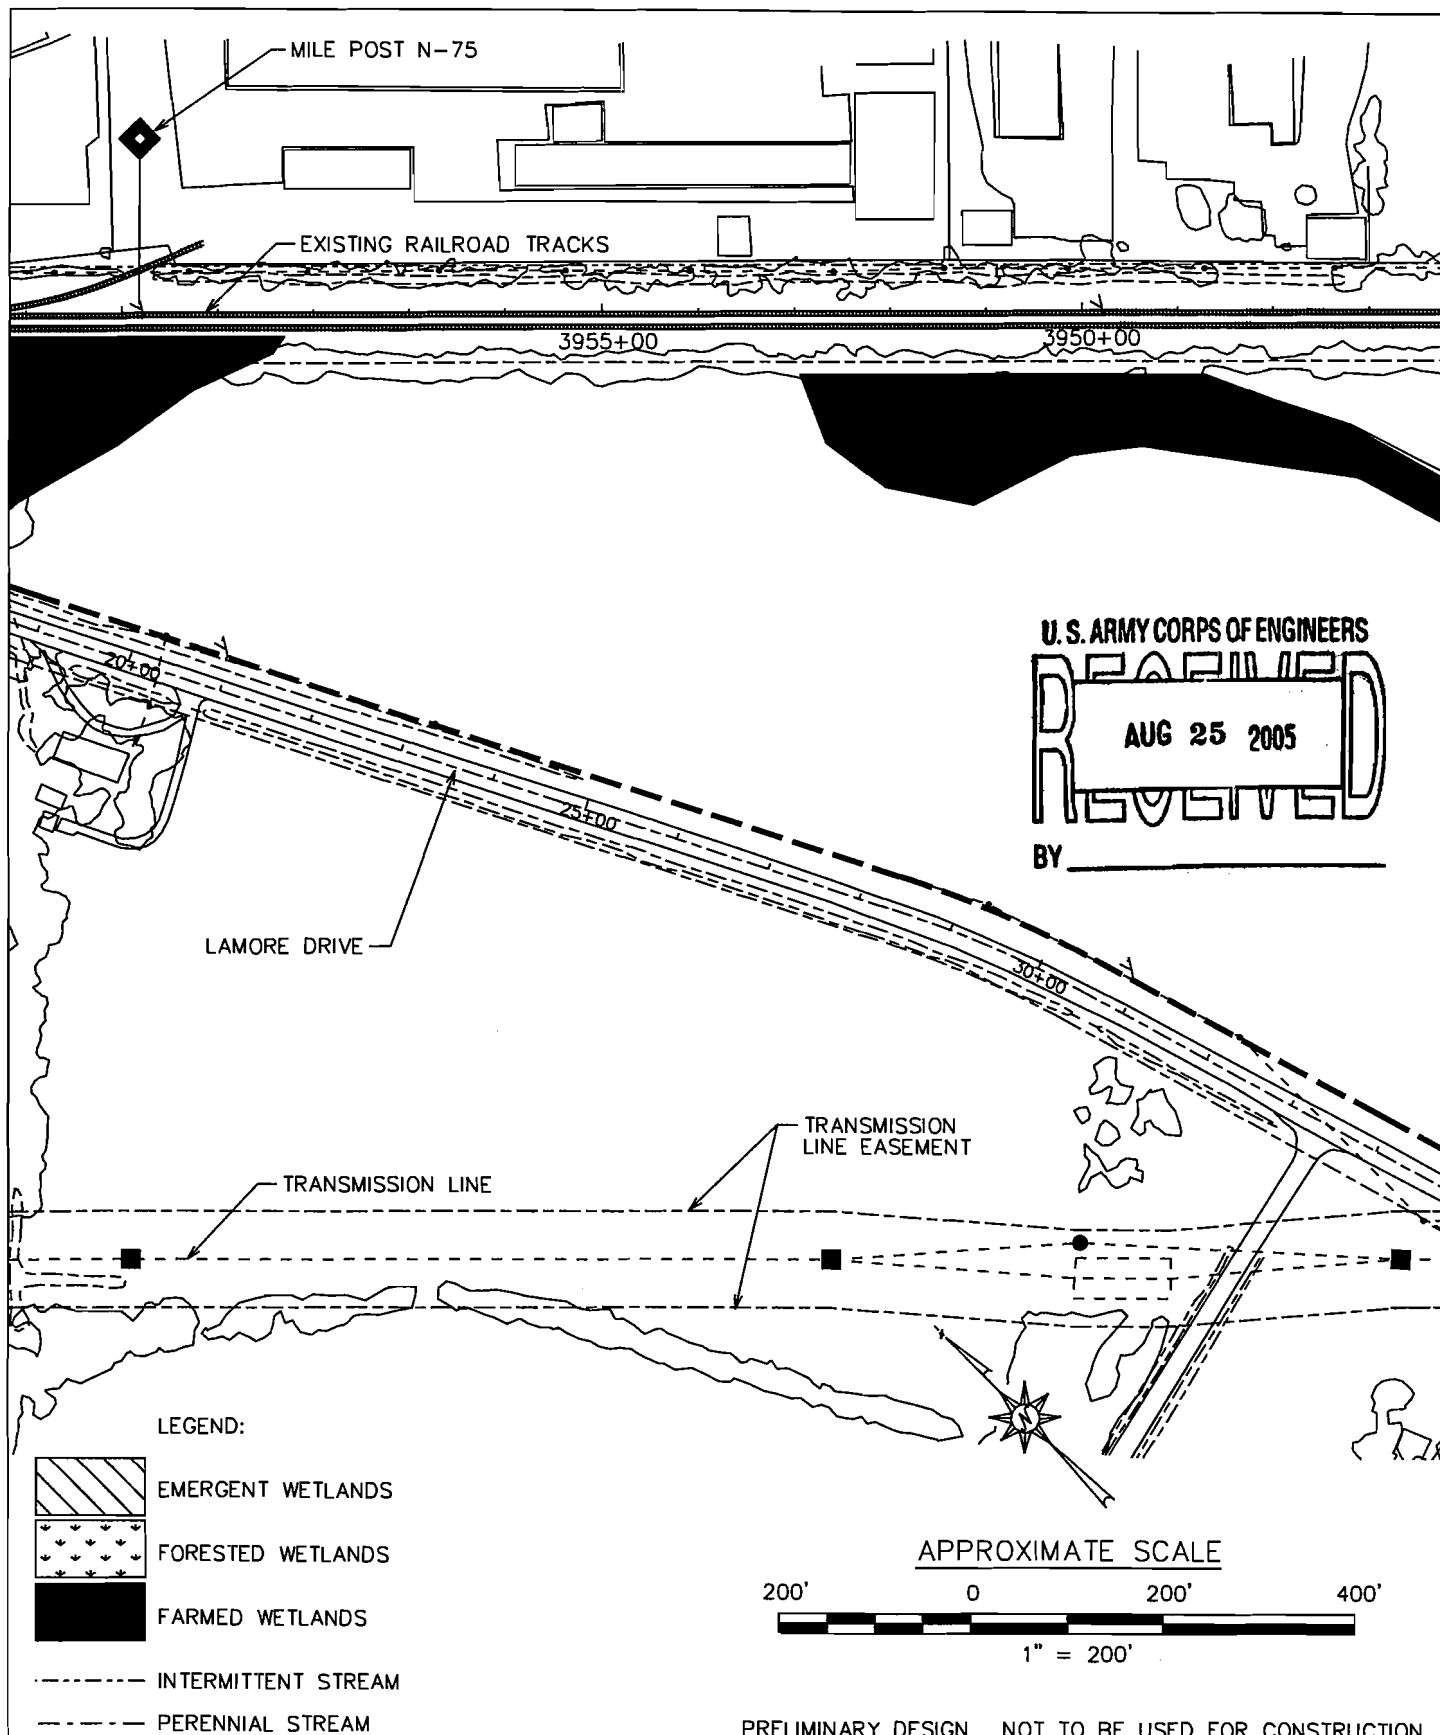 MILE POST N-75
EXISTING RAILROAD TRACKS
3955+00
3950+00
U.S. ARMY CORPS OF ENGINEERS
RECEIVED
AUG 25 2005
RECEIVED
BY
20+00
25+00
LAMORE DRIVE
30+00
TRANSMISSION
LINE EASEMENT
TRANSMISSION LINE
N
LEGEND:
EMERGENT WETLANDS
FORESTED WETLANDS
FARMED WETLANDS
INTERMITTENT STREAM
PERENNIAL STREAM
APPROXIMATE SCALE
200' 0 200' 400'
1" = 200'
PRELIMINARY DESIGN NOT TO BE USED FOR CONSTRUCTION